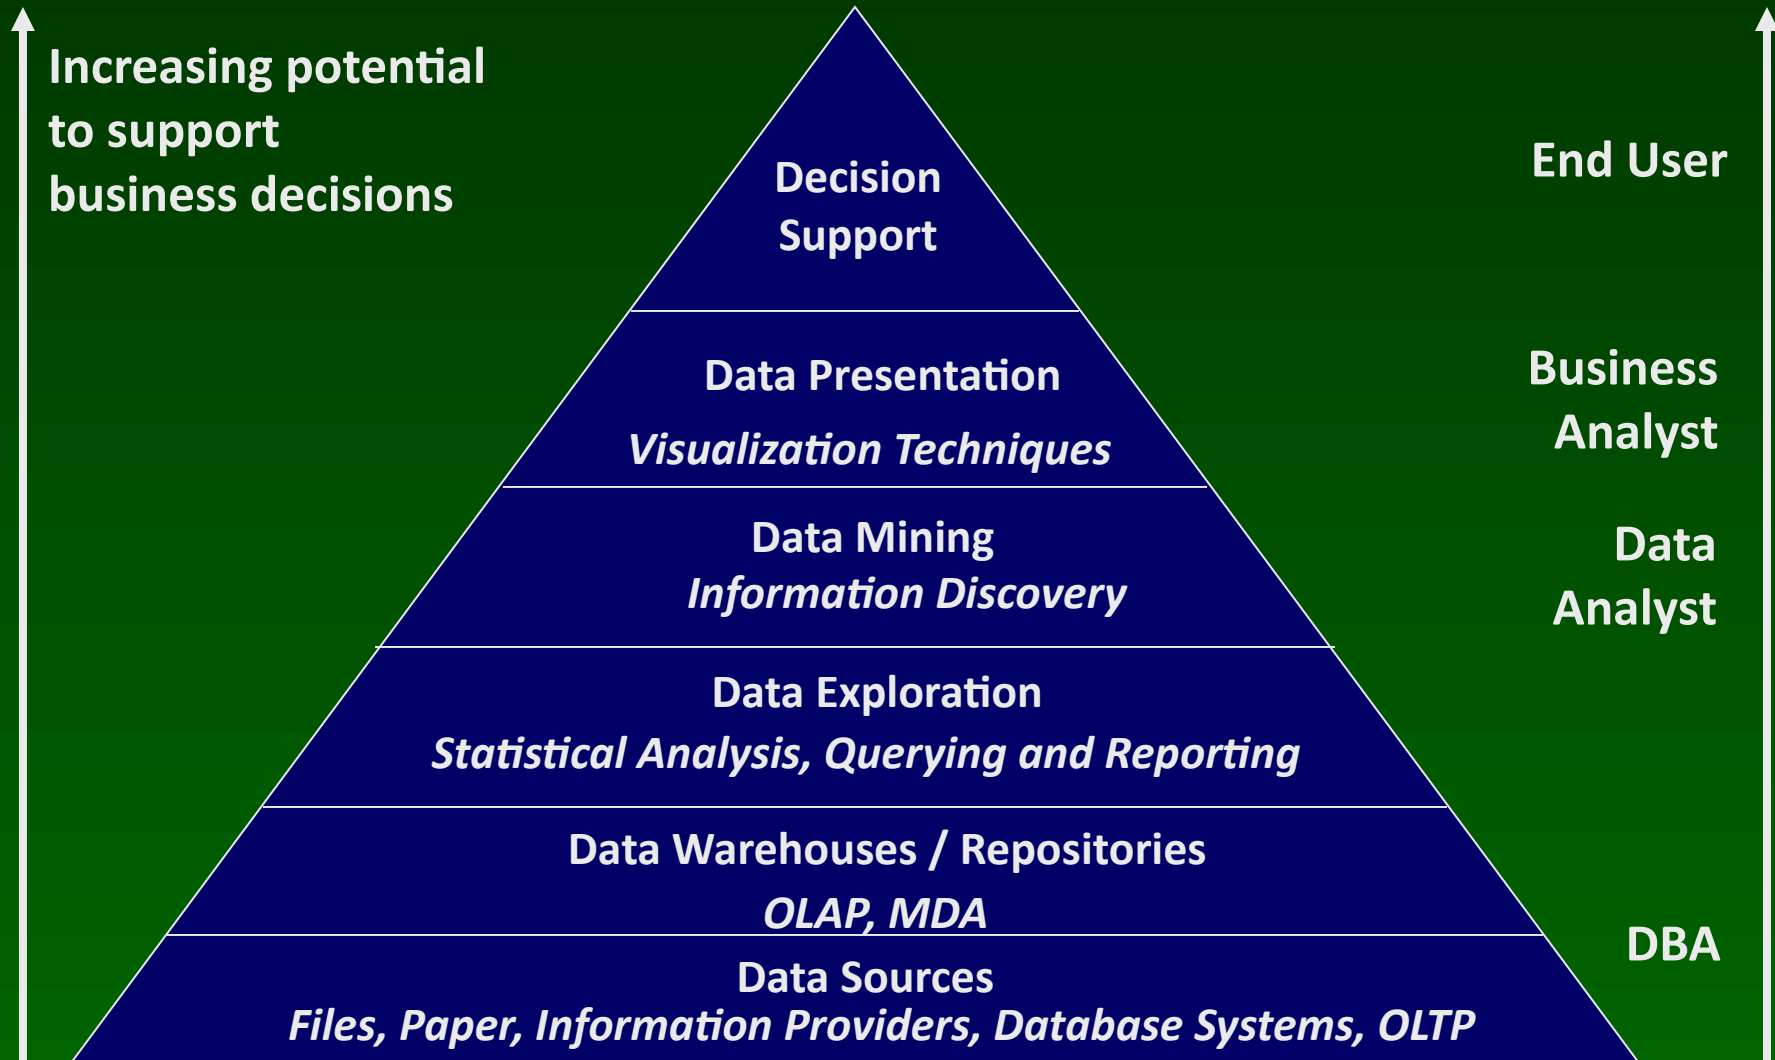 Increasing potential
to support
business decisions
Decision
Support
End User
Data Presentation
Visualization Techniques
Business
Analyst
Data Mining
Information Discovery
Data
Analyst
Data Exploration
Statistical Analysis, Querying and Reporting
Data Warehouses / Repositories
OLAP, MDA
DBA
Data Sources
Files, Paper, Information Providers, Database Systems, OLTP